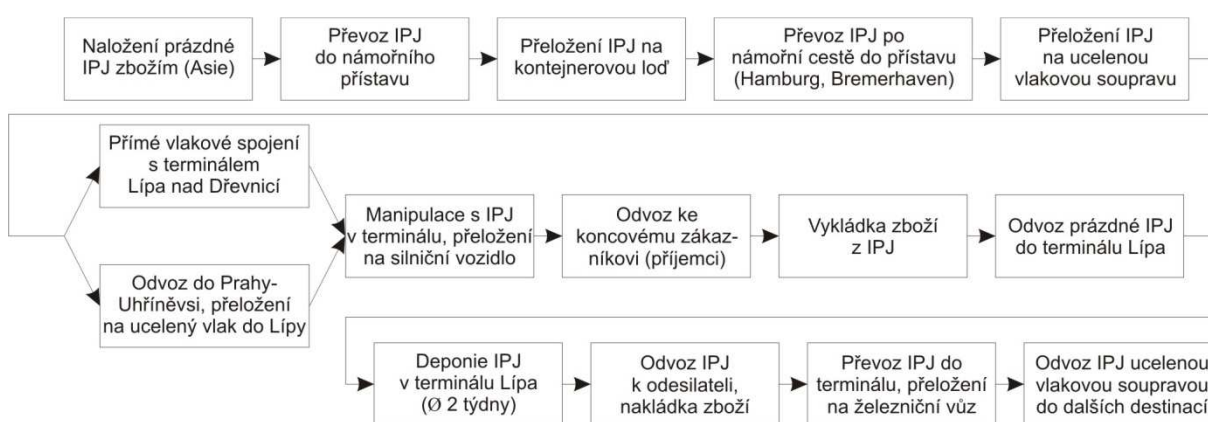 Naložení prázdné
IPJ zbožím (Asie)
Převoz IPJ
do námořního
přístavu
Přeložení IPJ na
kontejnerovou loď
Převoz IPJ po
námořní cestě do přístavu
(Hamburg, Bremerhaven)
Přeložení IPJ
na ucelenou
vlakovou soupravu
Přímé vlakové spojení
s terminálem
Lípa nad Dřevnicí
Odvoz do Prahy-
Uhříněvsi, přeložení
na ucelený vlak do Lípy
Manipulace s IPJ
v terminálu, přeložení
na silniční vozidlo
Odvoz ke
koncovému zákaz-
níkovi (příjemci)
Vykládka zboží
z IPJ
Odvoz prázdné IPJ
do terminálu Lípa
Deponie IPJ
v terminálu Lípa
(Ø 2 týdny)
Odvoz IPJ
k odesilateli,
nakládka zboží
Převoz IPJ do
terminálu, přeložení
na železniční vůz
Odvoz IPJ ucelenou
vlakovou soupravou
do dalších destinací